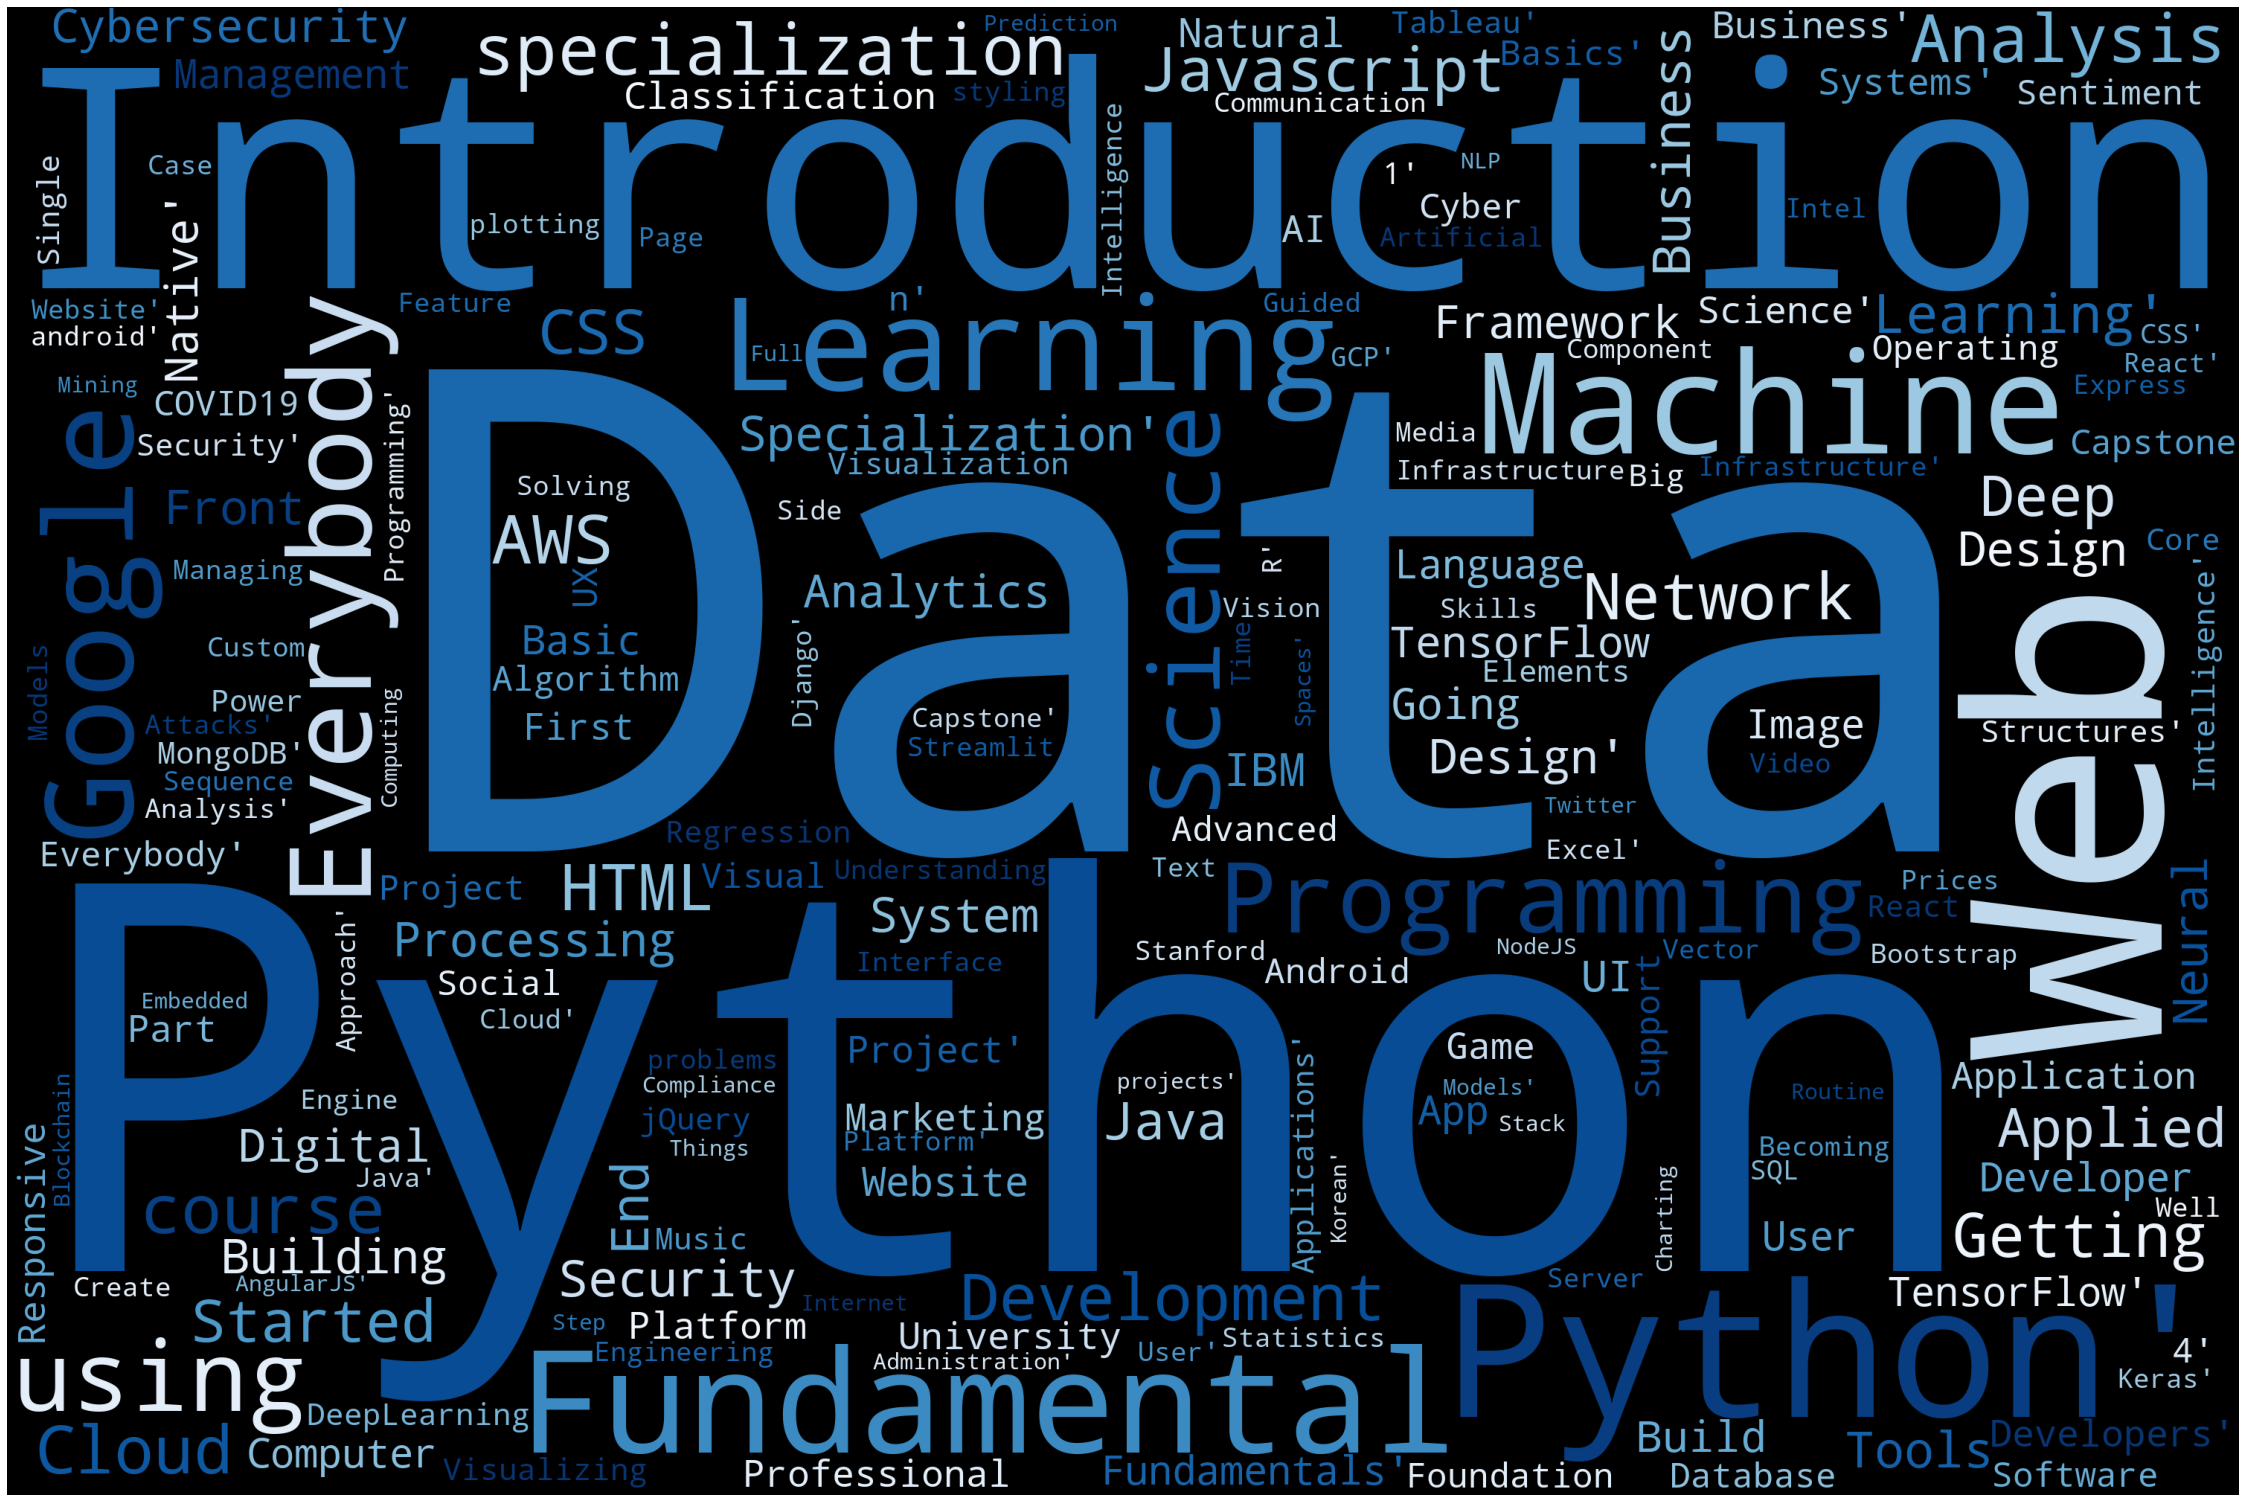 Cybersecurity
specialization
Prediction
Natural
Tableau'
Business'
Analysis
Management
Classification
styling
Javascript
Basics'
Business
Systems'
Sentiment
Communication
Introduction
Single
Case
Native'
plotting
Page
Intelligence
AI
1'
NLP
Cyber
Artificial
Intel
Website'
android'
Feature
CSS
Learning
n'
Full
Guided
GCP'
Framework
Science'
Learning'
CSS'
Component
Operating
React'
Mining
COVID19
Everybody
Programming'
Machine
Express
Google
Security'
Specialization'
Visualization
Science
Media
Infrastructure
Big
Infrastructure'
Capstone
Data
Front
Solving
AWS
Side
R'
Deep
Design
Core
Managing
UX
Analytics
Language
Network
Vision
Skills
Intelligence'
Custom
Basic
Django'
Time
Spaces'
TensorFlow
Elements
Web
Models
Power
Algorithm
Going
Attacks'
Computing
First
Capstone'
Image
Structures'
MongoDB'
Streamlit
IBM
Design'
Video
Sequence
Analysis'
Twitter
Everybody'
Regression
Advanced
Excel'
Project
HTML
Visual
Understanding
Text
Programming
Prices
React
Neural
Approach'
Processing
System
Stanford
NodeJS
Vector
Bootstrap
Python
Social
Interface
Android
UI
Support
Embedded
Part
Cloud'
problems
Project'
Applications'
Game
Application
Blockchain
Engine
Compliance
projects'
Models'
Routine
Responsive
Digital
jQuery
Marketing
Java
App
Stack
Applied
Java'
Things
Platform'
Becoming
course
End
Website
Korean'
Charting
SQL
Developer
Building
Music
User
Well
Getting
Create
AngularJS'
Security
Development
Server
TensorFlow'
Started
Step
Platform
Internet
University
Statistics
Python'
using
Engineering
Administration'
User'
4'
Fundamental
Keras'
Cloud
DeepLearning
Computer
Build
Tools
Developers'
Visualizing
Professional
Fundamentals'
Foundation
Database
Software